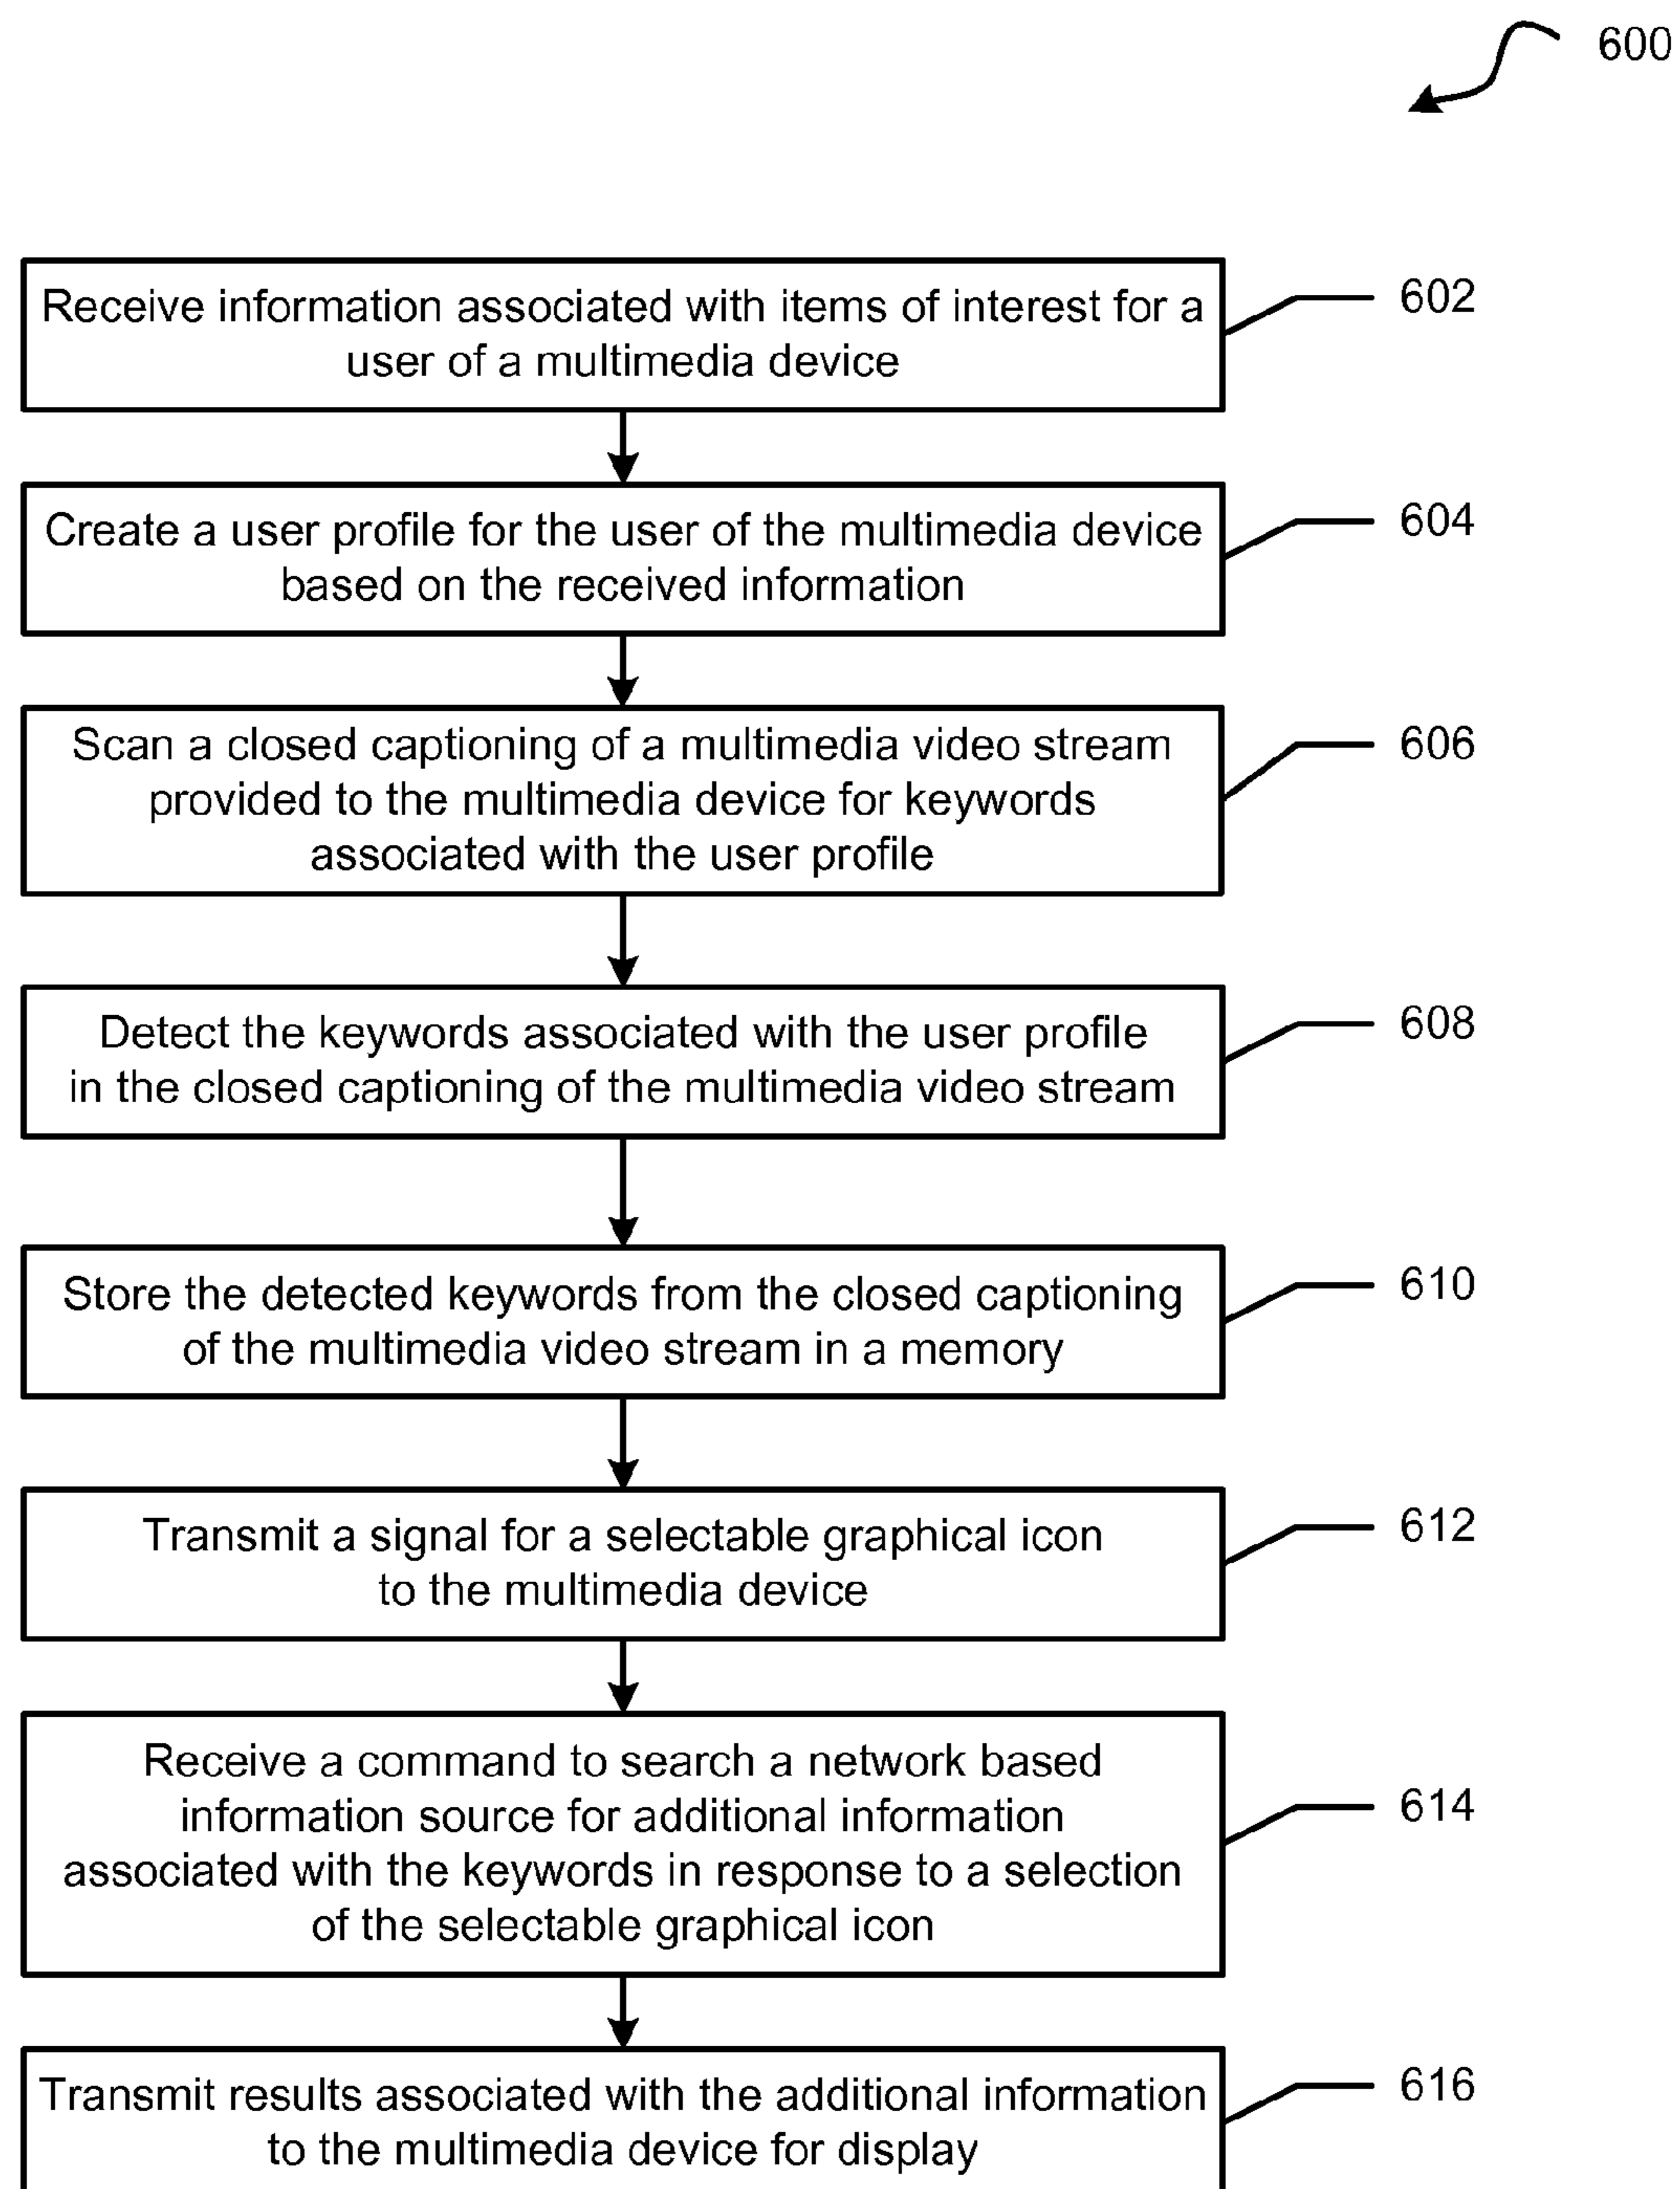 600
Receive information associated with items of interest for a
user of a multimedia device
602
Create a user profile for the user of the multimedia device
based on the received information
604
Scan a closed captioning of a multimedia video stream
provided to the multimedia device for keywords
associated with the user profile
606
Detect the keywords associated with the user profile
in the closed captioning of the multimedia video stream
608
Store the detected keywords from the closed captioning
of the multimedia video stream in a memory
610
Transmit a signal for a selectable graphical icon
to the multimedia device
612
Receive a command to search a network based
information source for additional information
associated with the keywords in response to a selection
of the selectable graphical icon
614
Transmit results associated with the additional information
to the multimedia device for display
616